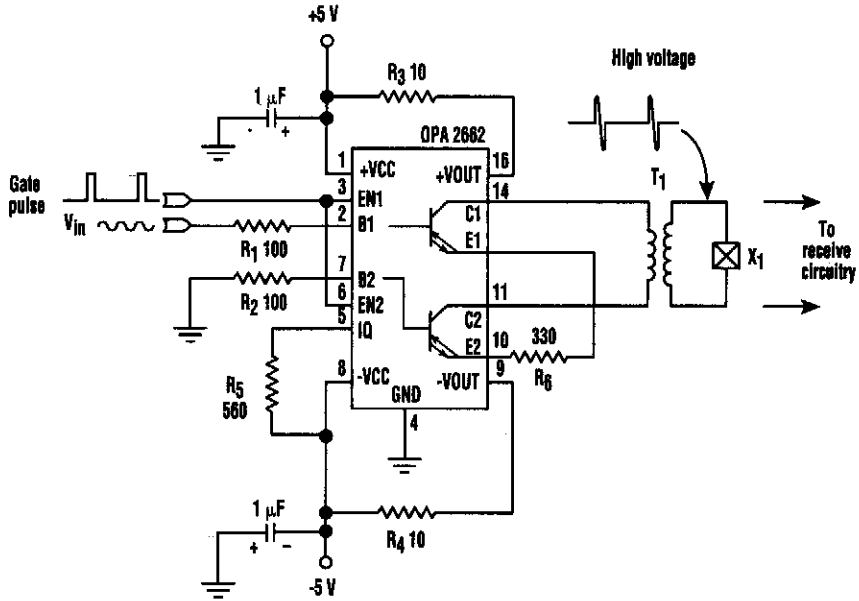 +5 V
R3 10
High voltage
1 µF
+
OPA 2662
1
+VCC
+VOUT
16
T1
Gate pulse
3
EN1
14
C1
Vin
2
B1
R1 100
E1
To receive circuitry
X1
7
B2
R2 100
6
EN2
11
C2
5
IQ
10
E2
330
R6
9
8
-VCC
-VOUT
R5
560
GND
4
1 µF
+ -
R4 10
-5 V